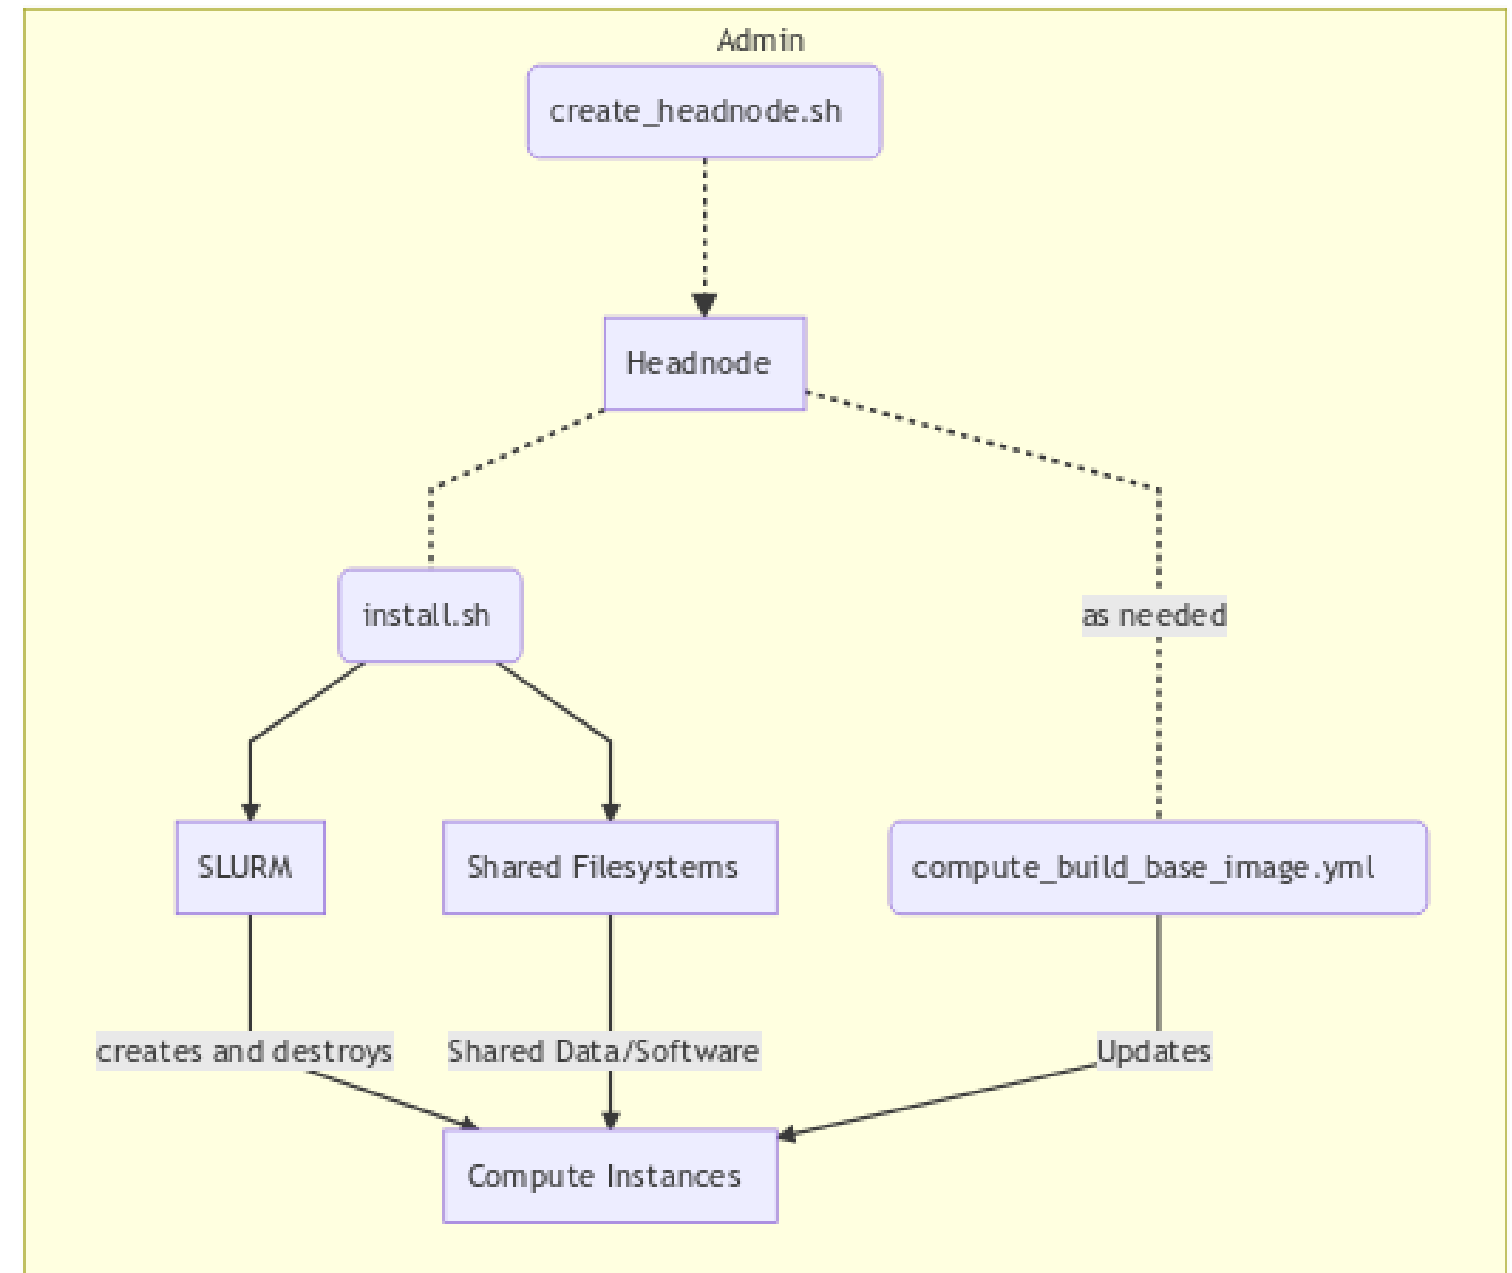 Admin
create_headnode.sh
Headnode
install.sh
as needed
SLURM
Shared Filesystems
compute_build_base_image.yml
creates and destroys
Shared Data/Software
Updates
Compute Instances